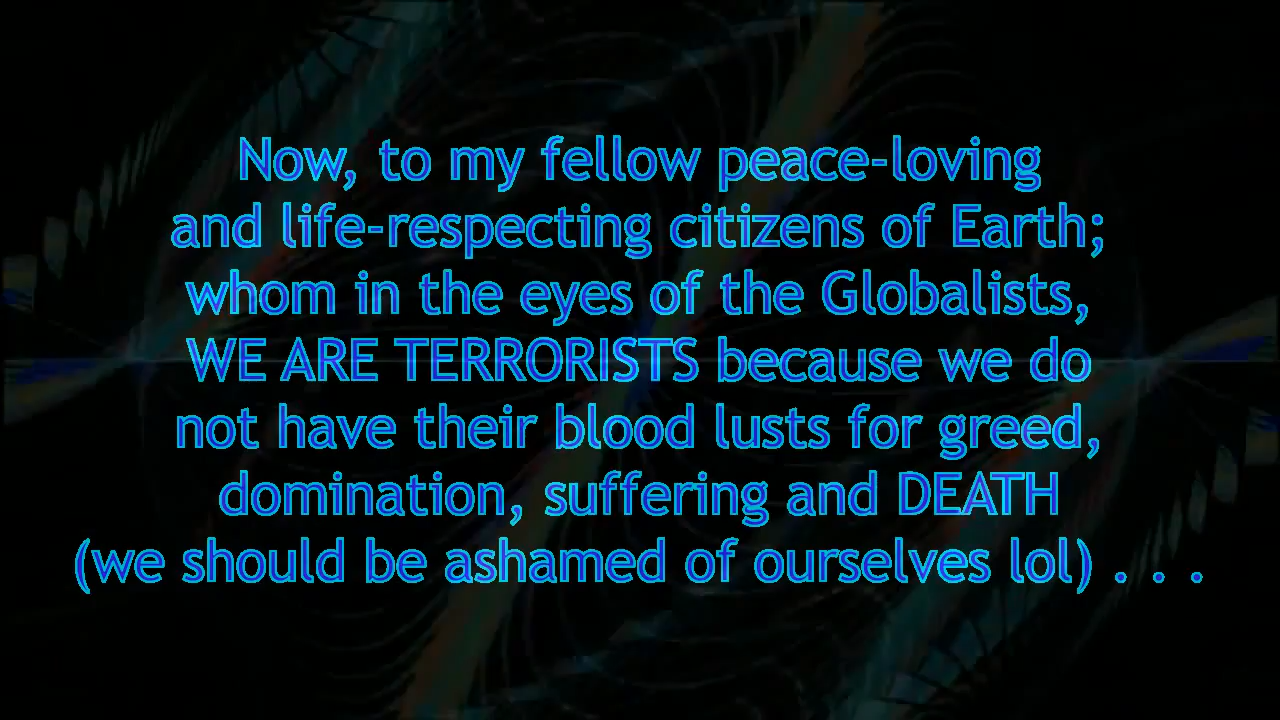 Now, to my fellow peace-loving
and life-respecting citizens of Earth;
whom in the eyes of the Globalists,
WE ARE TERRORISTS because we do
not have their blood lusts for greed,
domination, suffering and DEATH
(we should be ashamed of ourselves lol) . . .